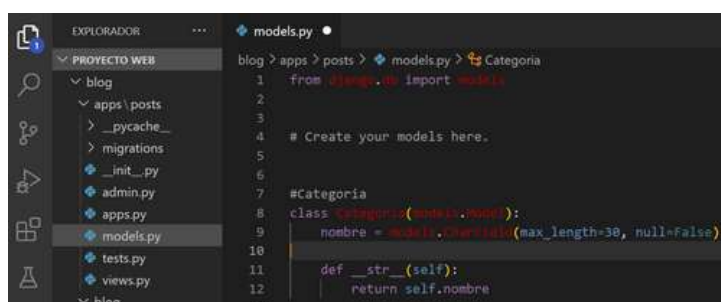 EXPLORADOR ...
PROYECTO WEB
blog
apps \ posts
__pycache__
migrations
__init__.py
admin.py
apps.py
models.py
tests.py
views.py
blog
1
models.py
blog > apps > posts > models.py > Categoria
1 from django.db import models
2
3
4 # Create your models here.
5
6
7 #Categoria
8 class Categoria(models.Model):
9 nombre = models.CharField(max_length=30, null=False)
10
11 def __str__(self):
12 return self.nombre